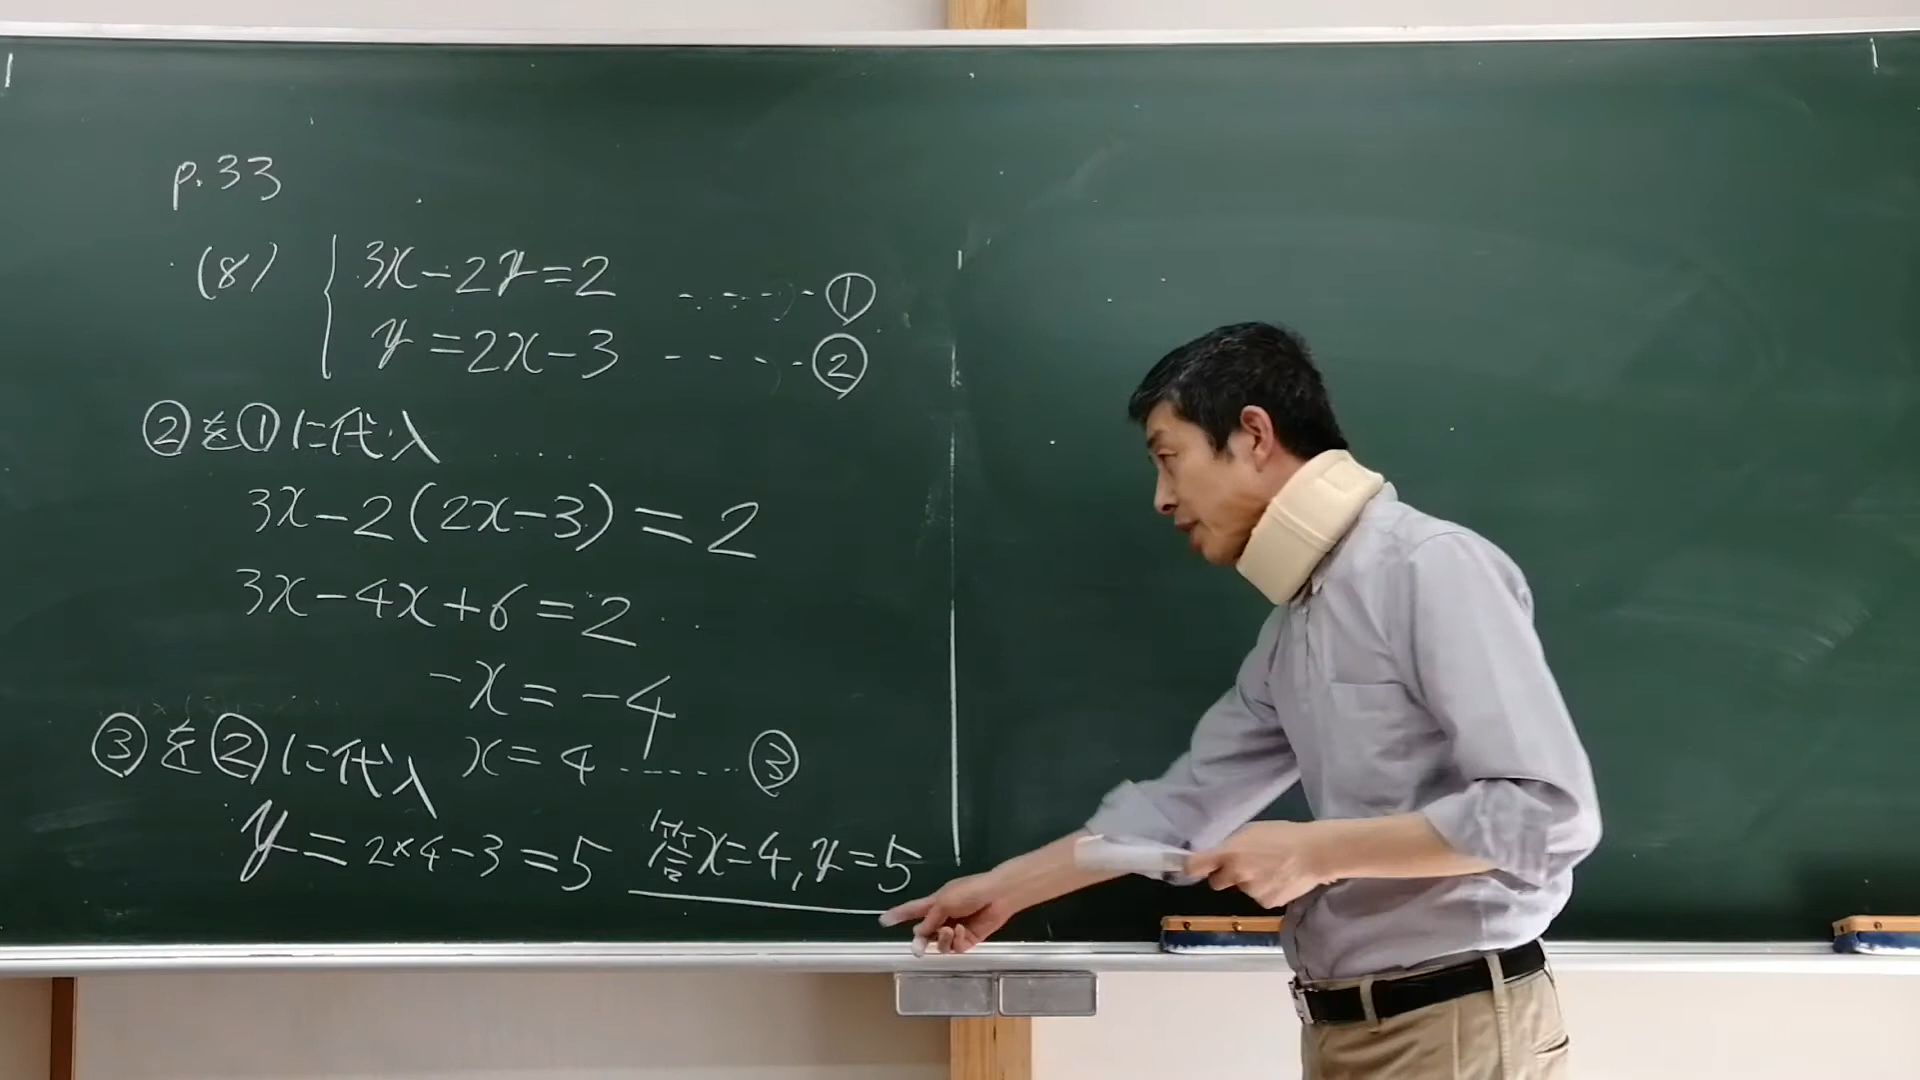 p.33
(8) 3x-2y=2 ------①
y=2x-3 ----②
②を①に代入
3x-2(2x-3)=2
3x-4x+6=2
-x=-4
③を②に代入 x=4 ------③
y=2×4-3=5 答x=4,y=5